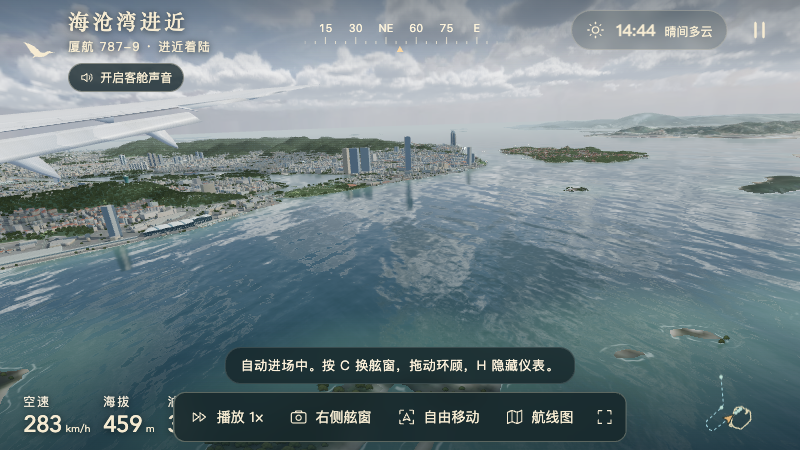 海沧湾进近
厦航 787-9 · 进近着陆
开启客舱声音
15 30 NE 60 75 E
14:44 晴间多云
自动进场中。按 C 换舷窗，拖动环顾，H 隐藏仪表。
空速 海拔
283 km/h 459 m
播放 1× 右侧舷窗 自由移动 航线图